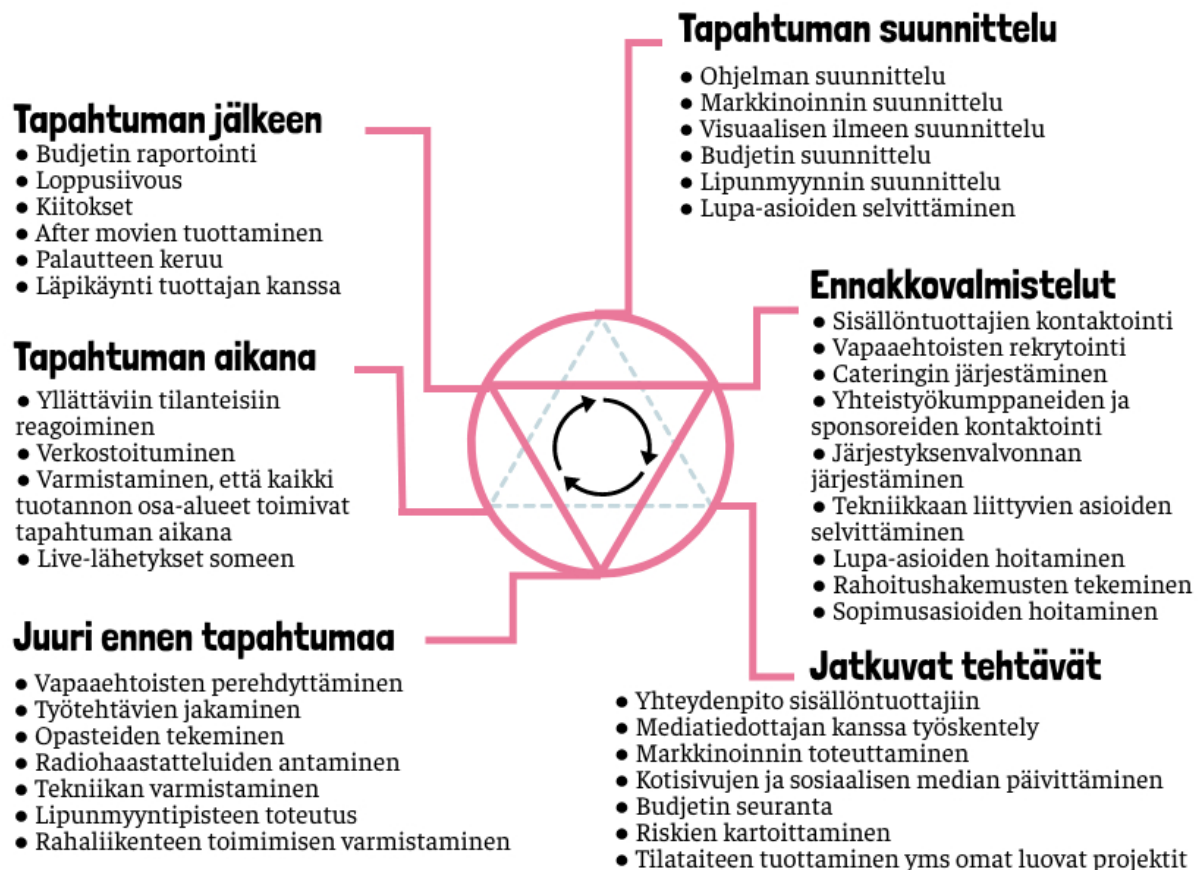 Tapahtuman suunnittelu
● Ohjelman suunnittelu
● Markkinoinnin suunnittelu
● Visuaalisen ilmeen suunnittelu
● Budjetin suunnittelu
● Lipunmyynnin suunnittelu
● Lupa-asioiden selvittäminen
Ennakkovalmistelut
● Sisällöntuottajien kontaktointi
● Vapaaehtoisten rekrytointi
● Cateringin järjestäminen
● Yhteistyökumppaneiden ja
sponsoreiden kontaktointi
● Järjestyksenvalvonnan
järjestäminen
● Tekniikkaan liittyvien asioiden
selvittäminen
● Lupa-asioiden hoitaminen
● Rahoitushakemusten tekeminen
● Sopimusasioiden hoitaminen
Jatkuvat tehtävät
● Yhteydenpito sisällöntuottajiin
● Mediatiedottajan kanssa työskentely
● Markkinoinnin toteuttaminen
● Kotisivujen ja sosiaalisen median päivittäminen
● Budjetin seuranta
● Riskien kartoittaminen
● Tilataiteen tuottaminen yms omat luovat projektit
Juuri ennen tapahtumaa
● Vapaaehtoisten perehdyttäminen
● Työtehtävien jakaminen
● Opasteiden tekeminen
● Radiohaastatteluiden antaminen
● Tekniikan varmistaminen
● Lipunmyyntipisteen toteutus
● Rahaliikenteen toimimisen varmistaminen
Tapahtuman aikana
● Yllättäviin tilanteisiin
reagoiminen
● Verkostoituminen
● Varmistaminen, että kaikki
tuotannon osa-alueet toimivat
tapahtuman aikana
● Live-lähetykset someen
Tapahtuman jälkeen
● Budjetin raportointi
● Loppusiivous
● Kiitokset
● After movien tuottaminen
● Palautteen keruu
● Läpikäynti tuottajan kanssa